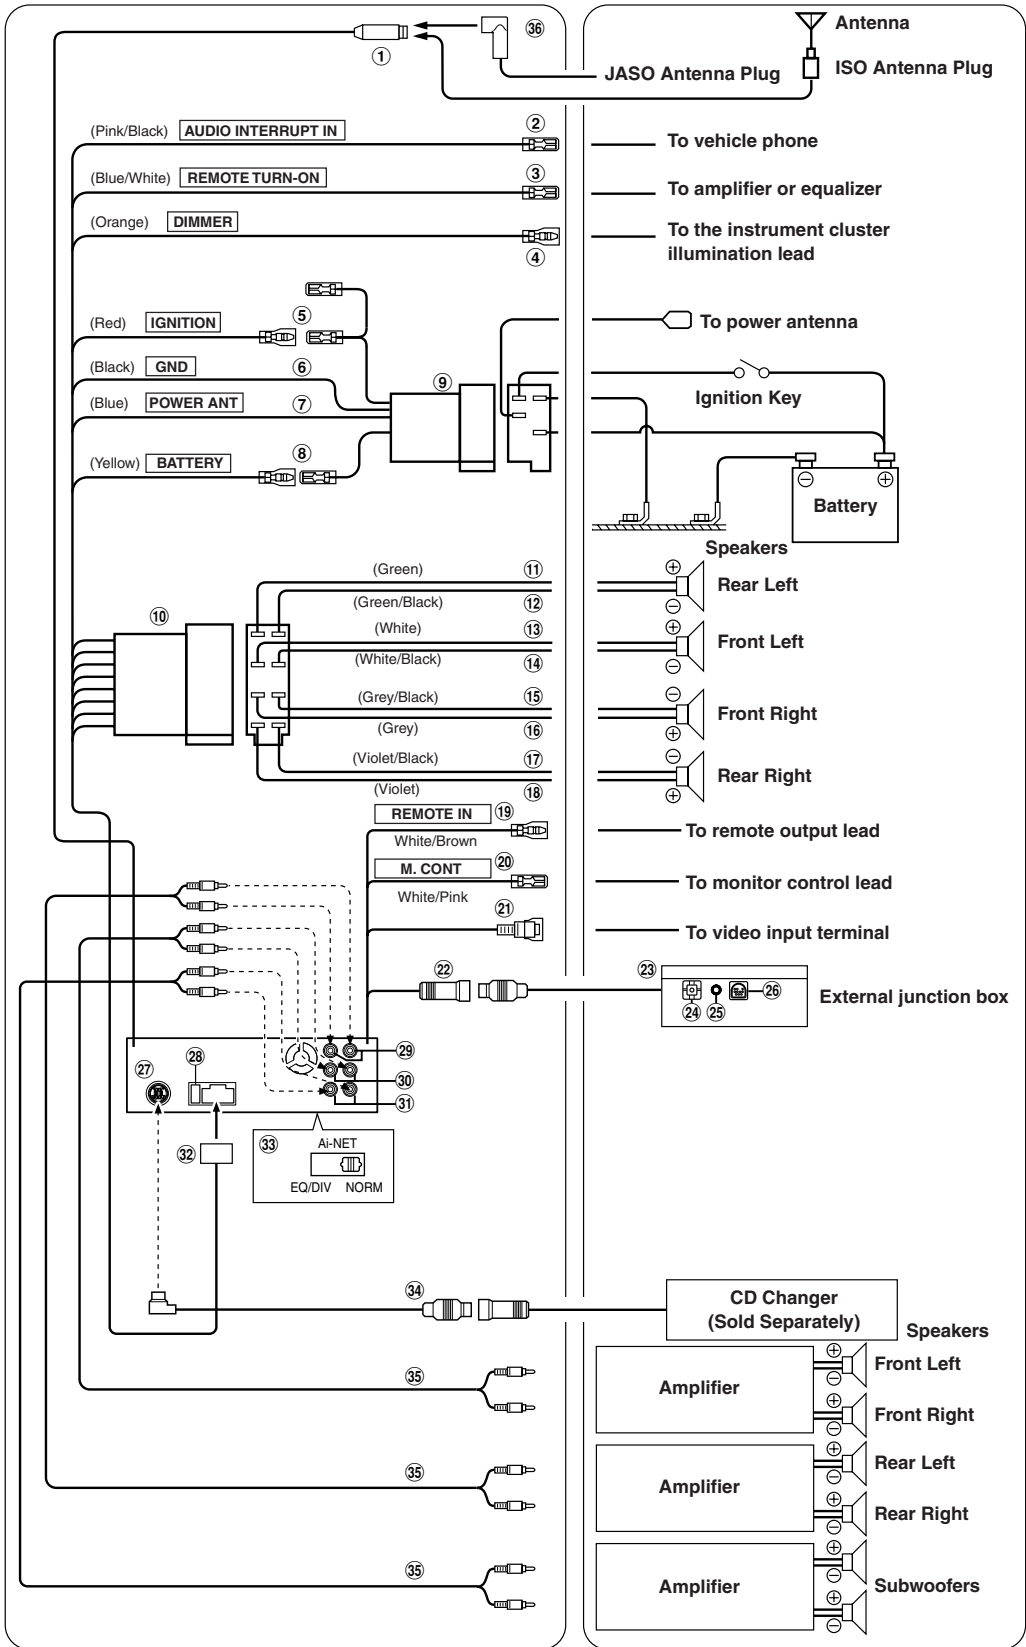 Antenna
① ㊱
JASO Antenna Plug
ISO Antenna Plug
(Pink/Black) AUDIO INTERRUPT IN ②
To vehicle phone
(Blue/White) REMOTE TURN-ON ③
To amplifier or equalizer
(Orange) DIMMER ④
To the instrument cluster
illumination lead
(Red) IGNITION ⑤
To power antenna
(Black) GND ⑥ ⑨
Ignition Key
(Blue) POWER ANT ⑦
(Yellow) BATTERY ⑧
⊖ ⊕
Battery
Speakers
(Green) ⑪ ⊕
Rear Left
(Green/Black) ⑫ ⊖
⑩
(White) ⑬ ⊕
Front Left
(White/Black) ⑭ ⊖
(Grey/Black) ⑮ ⊖
Front Right
(Grey) ⑯ ⊕
(Violet/Black) ⑰ ⊖
Rear Right
(Violet) ⑱ ⊕
REMOTE IN ⑲
White/Brown
To remote output lead
M. CONT ⑳
White/Pink
To monitor control lead
㉑
To video input terminal
㉒ ㉓
㉔ ㉕ ㉖
External junction box
㉗ ㉘ ㉙
㉚
㉛
㉜ ㉝
Ai-NET
EQ/DIV NORM
㉞
CD Changer
(Sold Separately)
Speakers
㉟
Amplifier
⊕
⊖
Front Left
⊕
⊖
Front Right
㉟
Amplifier
⊕
⊖
Rear Left
⊕
⊖
Rear Right
㉟
Amplifier
⊕
⊖
Subwoofers
⊕
⊖